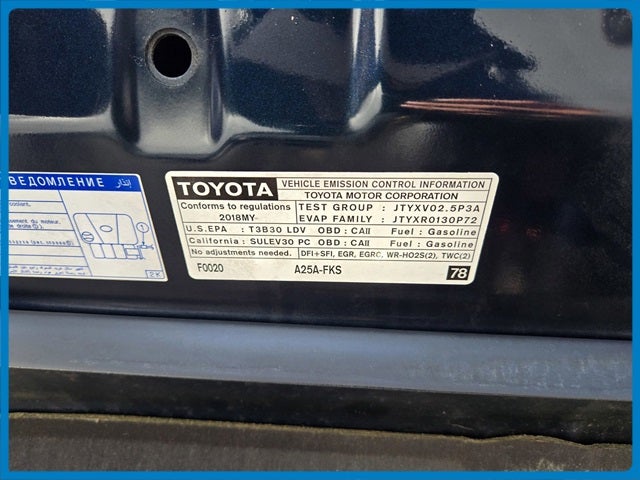 ВЕДОМЛЕНИЕ إنذار
2K
TOYOTA
VEHICLE EMISSION CONTROL INFORMATION
TOYOTA MOTOR CORPORATION
Conforms to regulations
2018MY
TEST GROUP : JTYXV02.5P3A
EVAP FAMILY : JTYXR0130P72
U.S.EPA : T3B30 LDV OBD : CAII Fuel : Gasoline
California : SULEV30 PC OBD : CAII Fuel : Gasoline
No adjustments needed. DFI+SFI, EGR, EGRC, WR-HO2S(2), TWC(2)
F0020 A25A-FKS 78